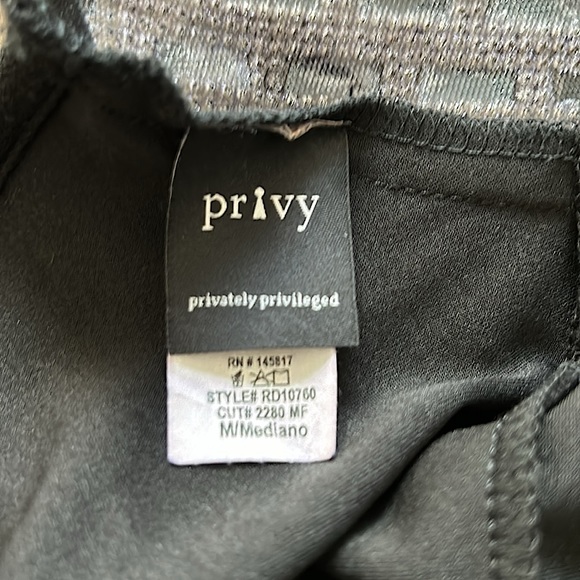 privy
privately privileged
RN # 145817
STYLE# RD10760
CUT# 2280 MF
M/Mediano